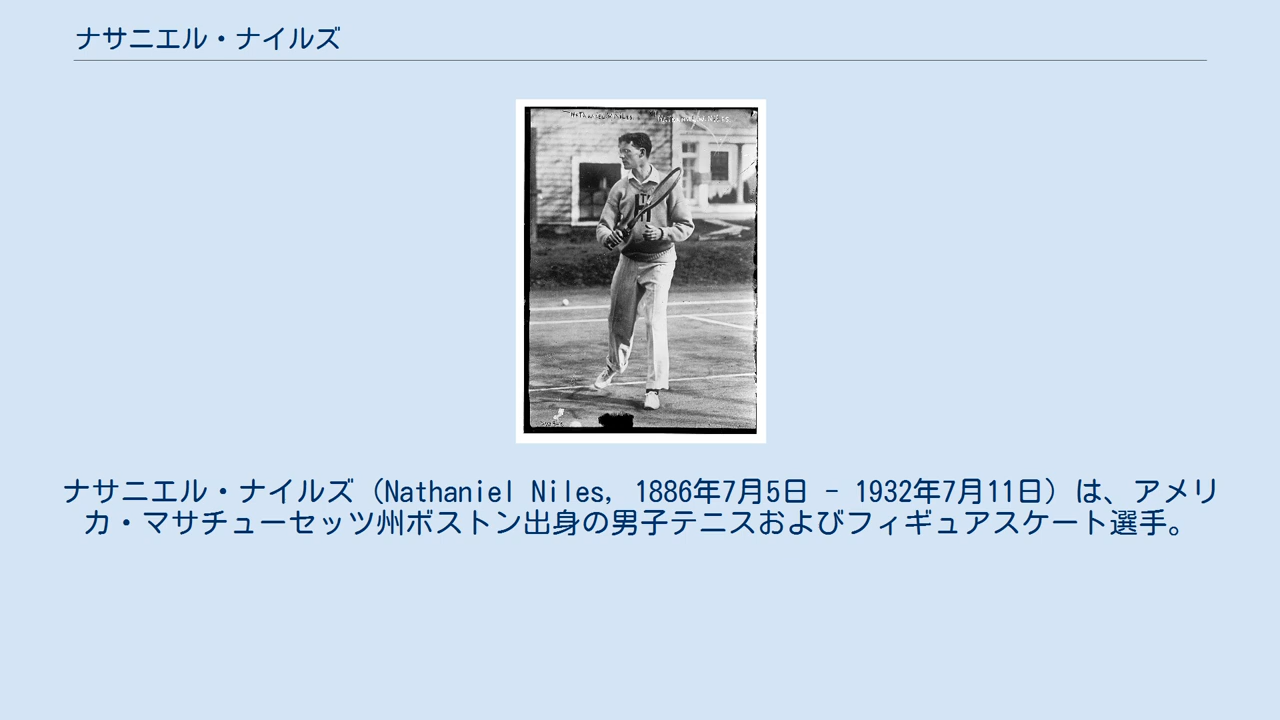 ナサニエル・ナイルズ
NATHANIEL W. NILES
NATHANIEL W. NILES
ナサニエル・ナイルズ（Nathaniel Niles, 1886年7月5日 - 1932年7月11日）は、アメリ
カ・マサチューセッツ州ボストン出身の男子テニスおよびフィギュアスケート選手。